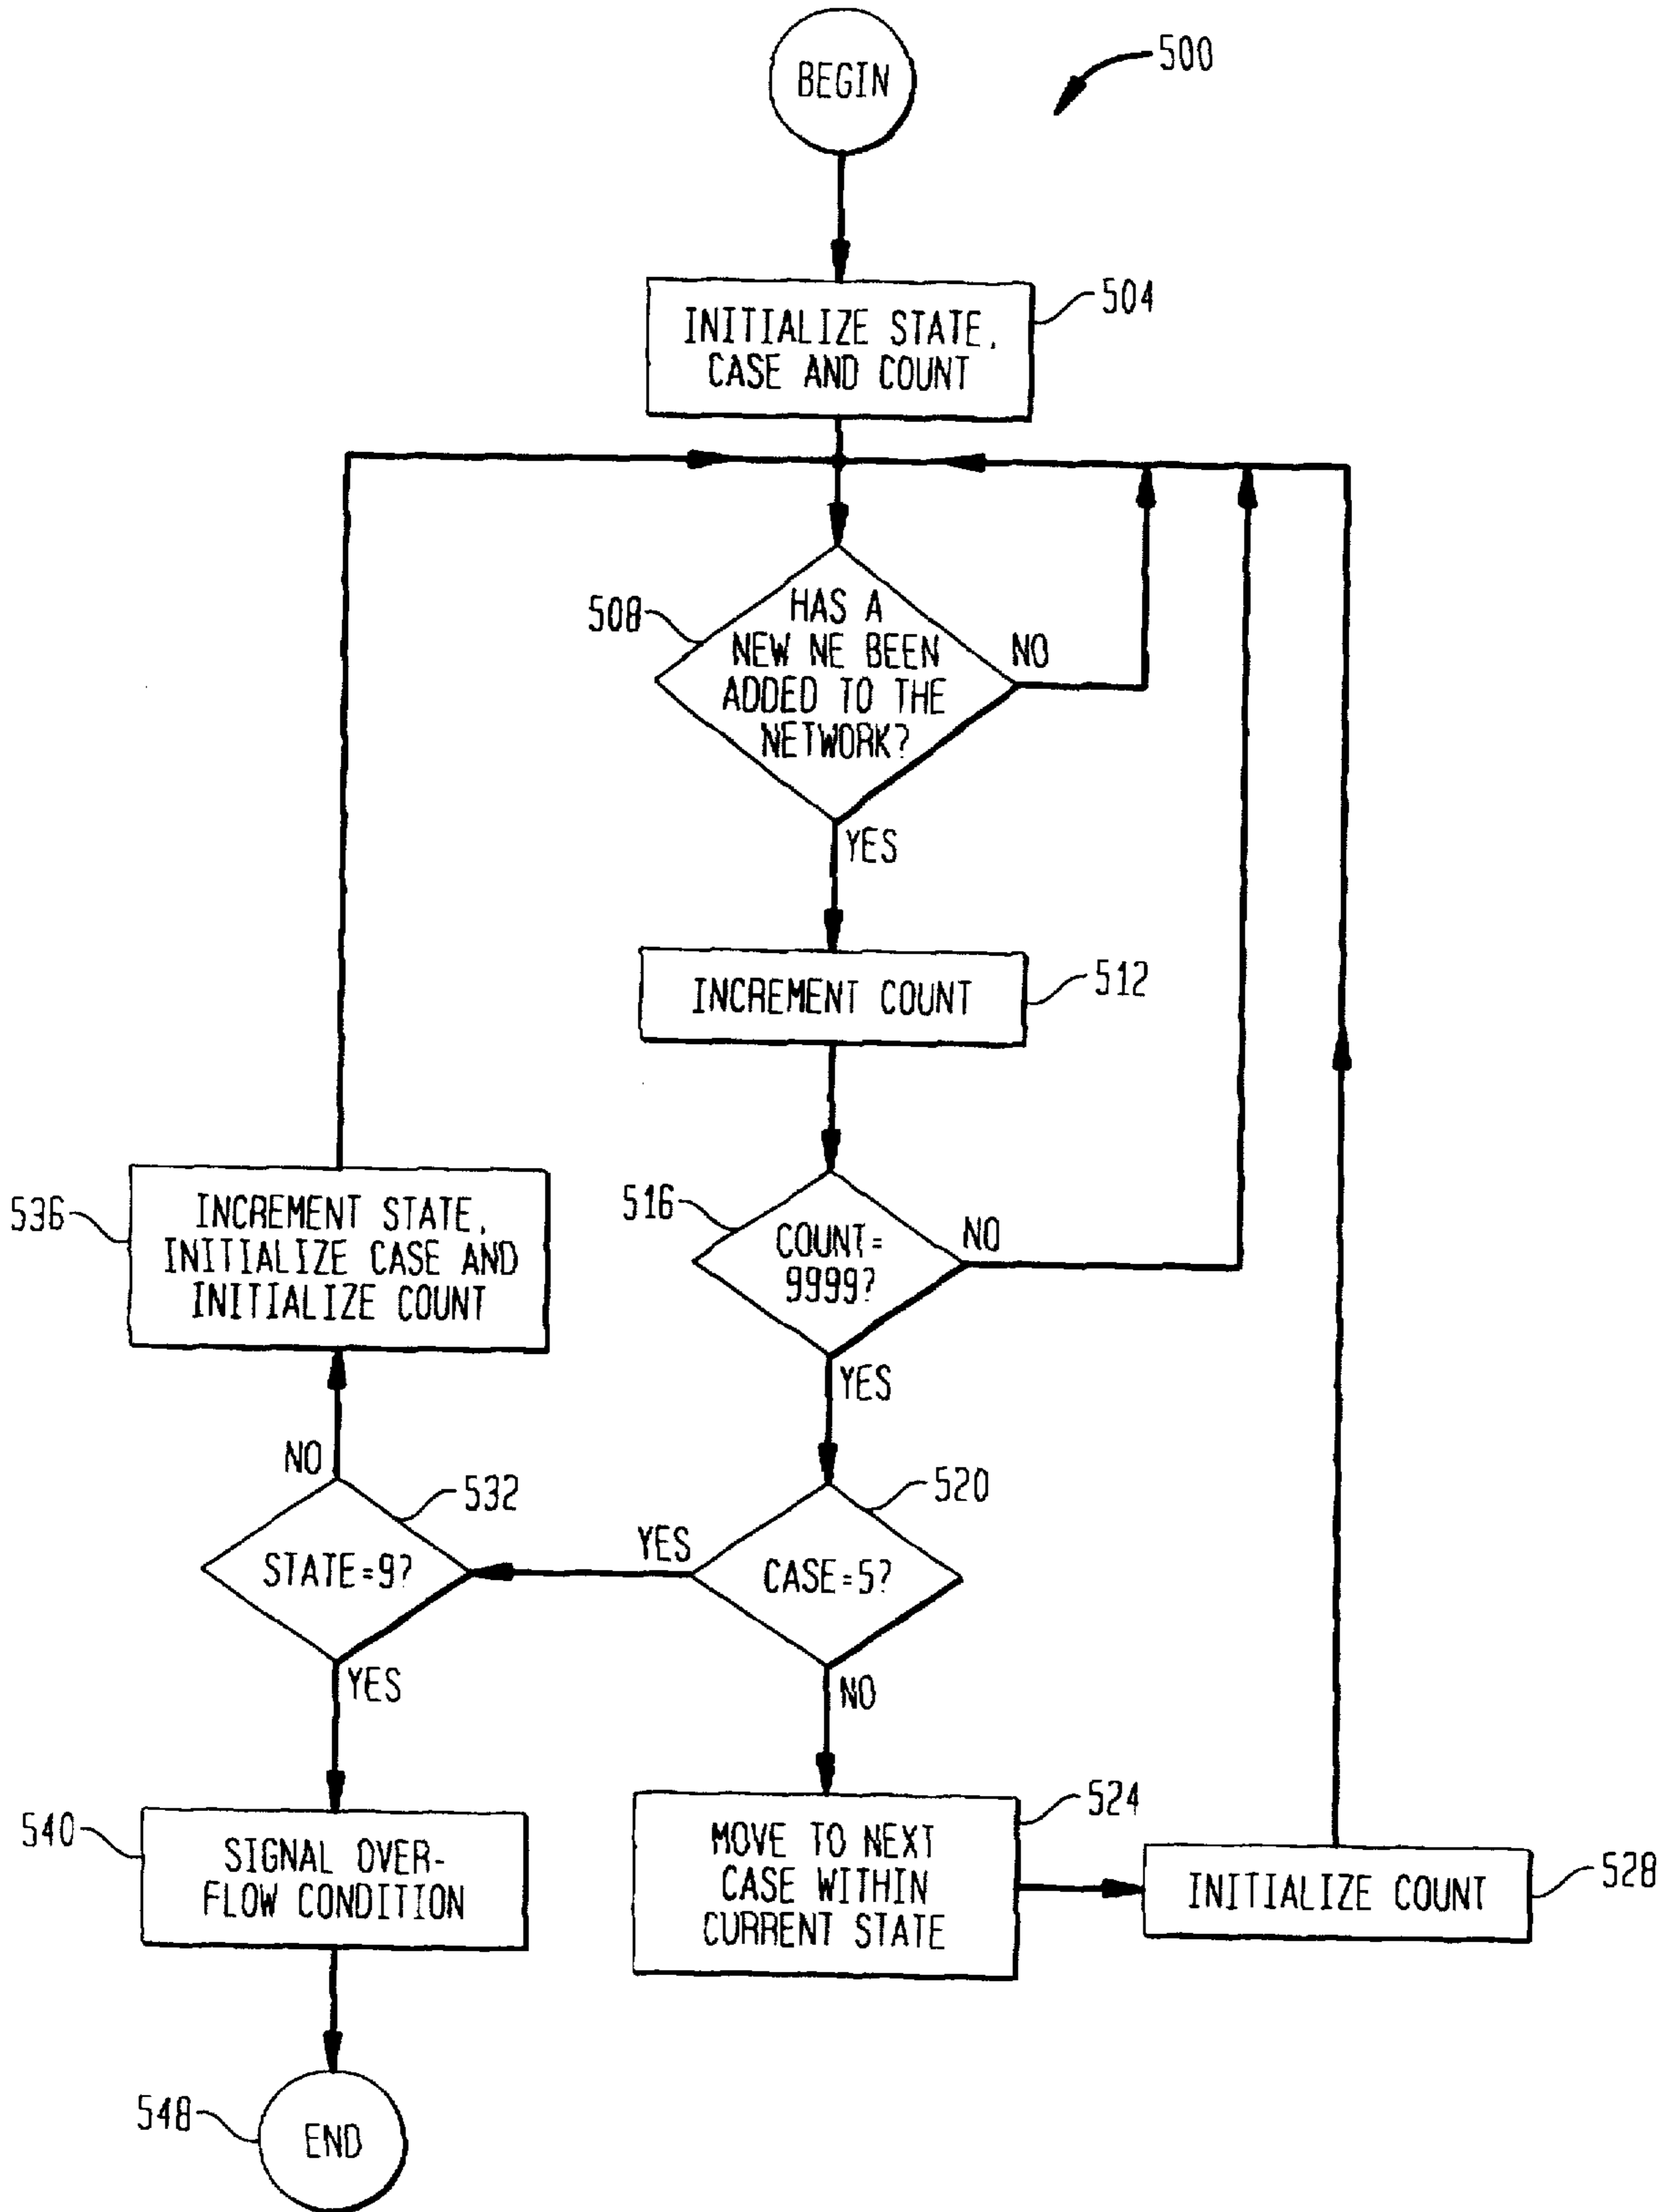 BEGIN
500
INITIALIZE STATE,
CASE AND COUNT
504
508
HAS A
NEW NE BEEN
ADDED TO THE
NETWORK?
NO
YES
INCREMENT COUNT
512
516
COUNT=
9999?
NO
YES
536
INCREMENT STATE,
INITIALIZE CASE AND
INITIALIZE COUNT
NO
532
STATE=9?
YES
YES
520
CASE=5?
NO
540
SIGNAL OVER-
FLOW CONDITION
524
MOVE TO NEXT
CASE WITHIN
CURRENT STATE
INITIALIZE COUNT
528
548
END